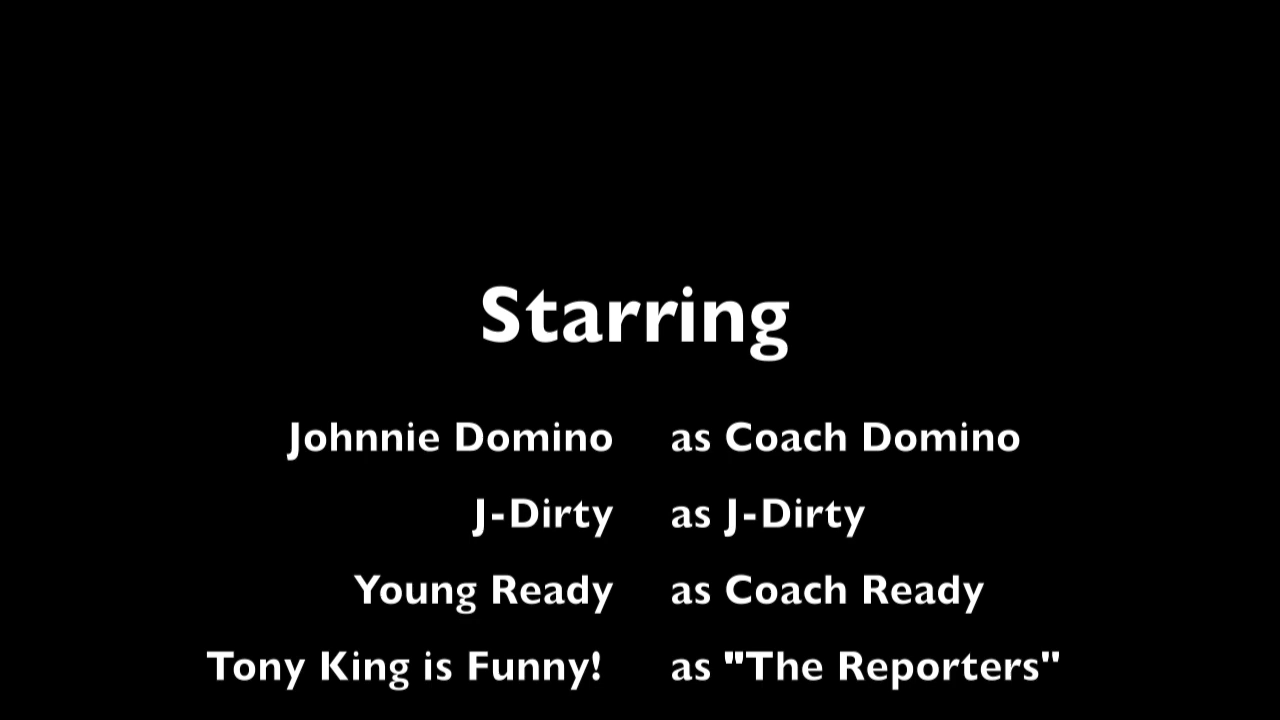 Starring
Johnnie Domino as Coach Domino
J-Dirty as J-Dirty
Young Ready as Coach Ready
Tony King is Funny! as "The Reporters"